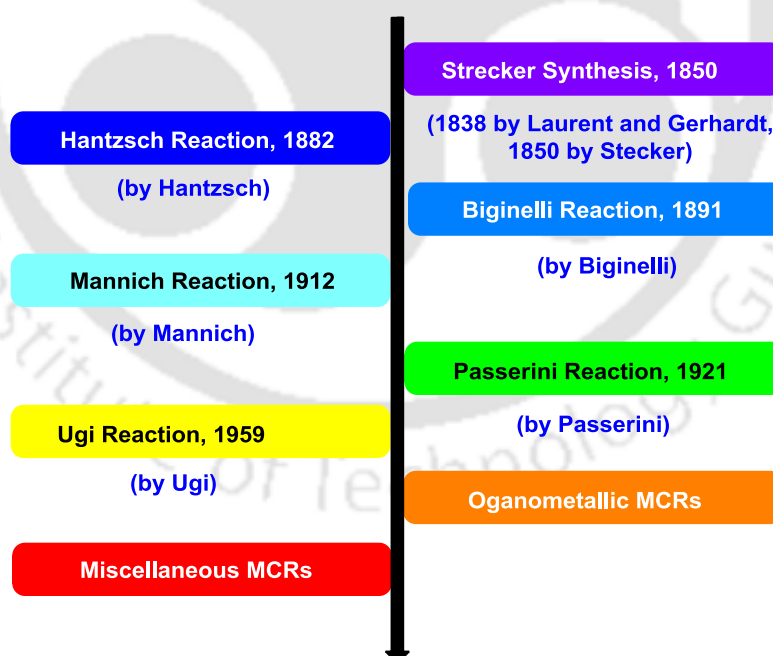 Strecker Synthesis, 1850
(1838 by Laurent and Gerhardt,
1850 by Stecker)
Hantzsch Reaction, 1882
(by Hantzsch)
Biginelli Reaction, 1891
(by Biginelli)
Mannich Reaction, 1912
(by Mannich)
Passerini Reaction, 1921
(by Passerini)
Ugi Reaction, 1959
(by Ugi)
Oganometallic MCRs
Miscellaneous MCRs
of Technology